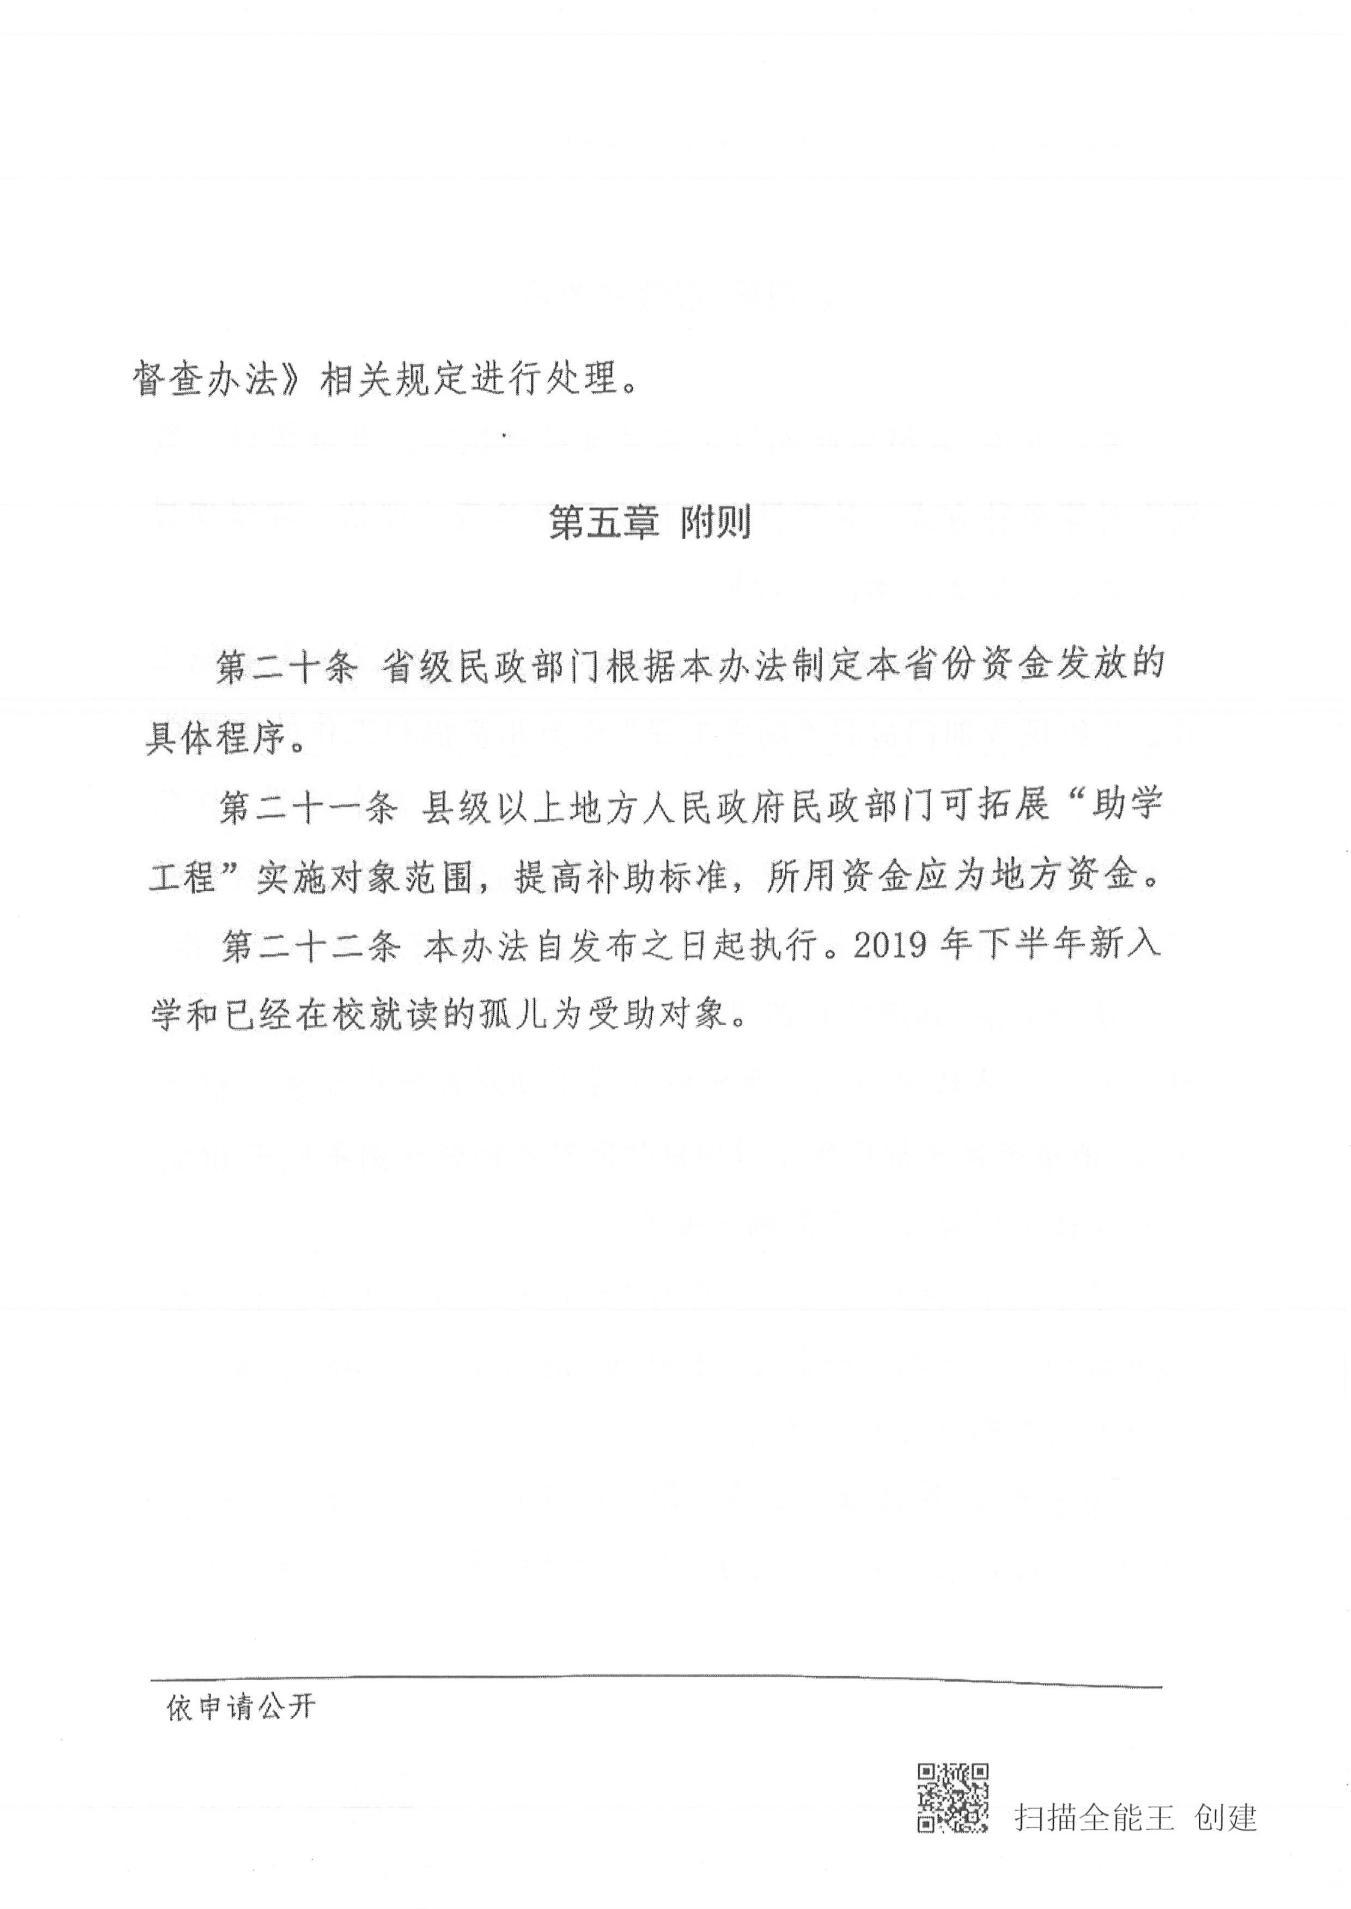 督查办法》相关规定进行处理。
第五章 附则
第二十条 省级民政部门根据本办法制定本省份资金发放的
具体程序。
第二十一条 县级以上地方人民政府民政部门可拓展“助学
工程”实施对象范围，提高补助标准，所用资金应为地方资金。
第二十二条 本办法自发布之日起执行。2019年下半年新入
学和已经在校就读的孤儿为受助对象。
依申请公开
扫描全能王 创建